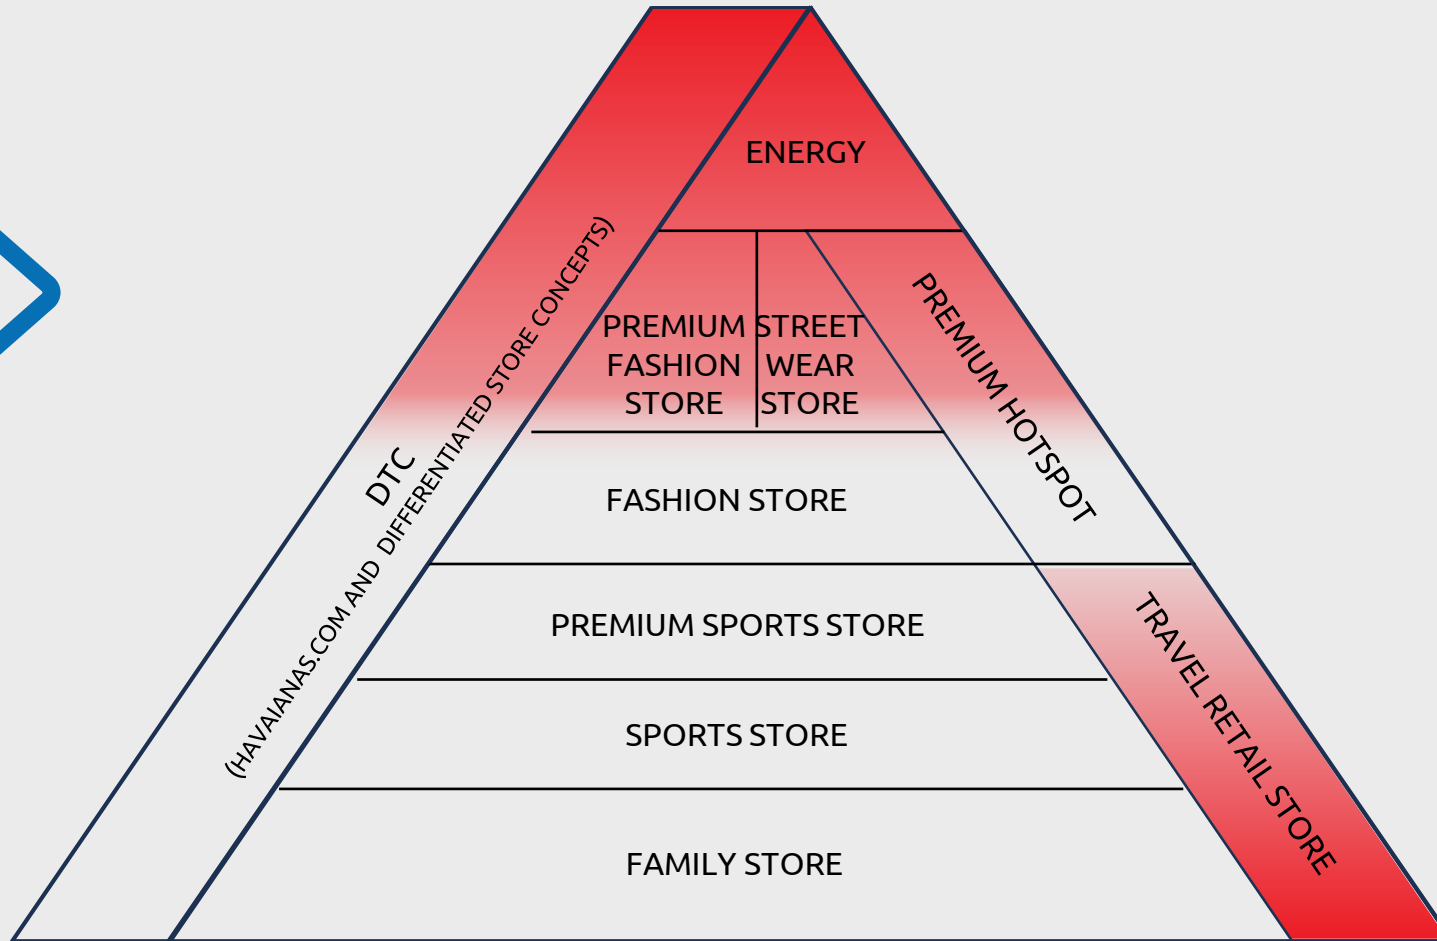 ENERGY
PREMIUM
FASHION
STORE
STREET
WEAR
STORE
PREMIUM HOTSPOT
DTC
(HAVAIANAS.COM AND DIFFERENTIATED STORE CONCEPTS)
FASHION STORE
PREMIUM SPORTS STORE
TRAVEL RETAIL STORE
SPORTS STORE
FAMILY STORE